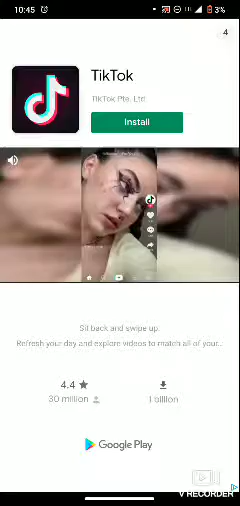 10:45
LTE
3%
4
TikTok
TikTok Pte. Ltd
Install
Sit back and swipe up.
Refresh your day and explore videos to match all of your...
4.4
30 million
1 billion
Google Play
V RECORDER